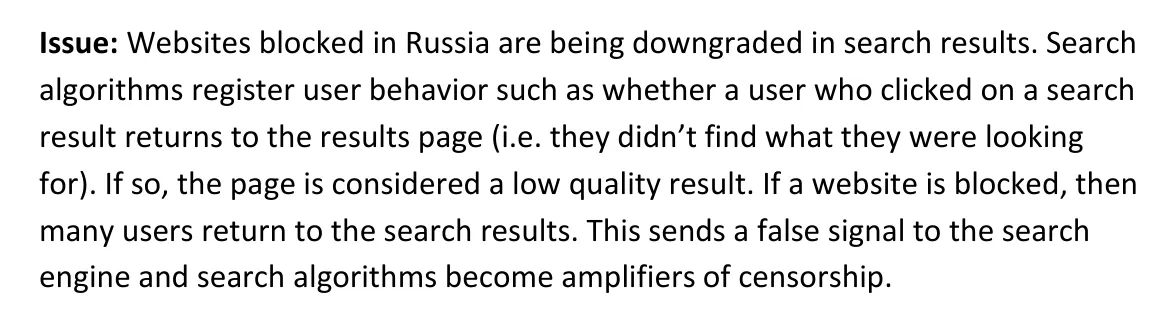 Issue: Websites blocked in Russia are being downgraded in search results. Search
algorithms register user behavior such as whether a user who clicked on a search
result returns to the results page (i.e. they didn’t find what they were looking
for). If so, the page is considered a low quality result. If a website is blocked, then
many users return to the search results. This sends a false signal to the search
engine and search algorithms become amplifiers of censorship.